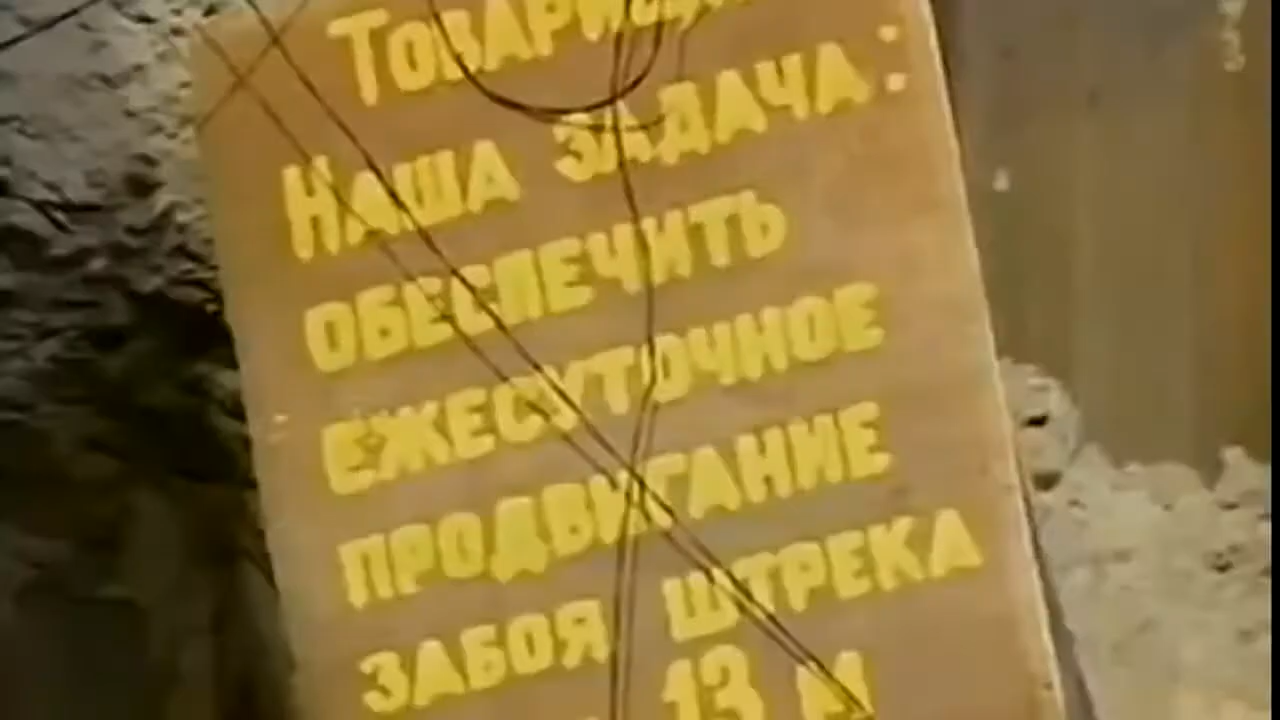 Товарищи
Наша задача:
обеспечить
ежесуточное
продвигание
забоя штрека
13 м